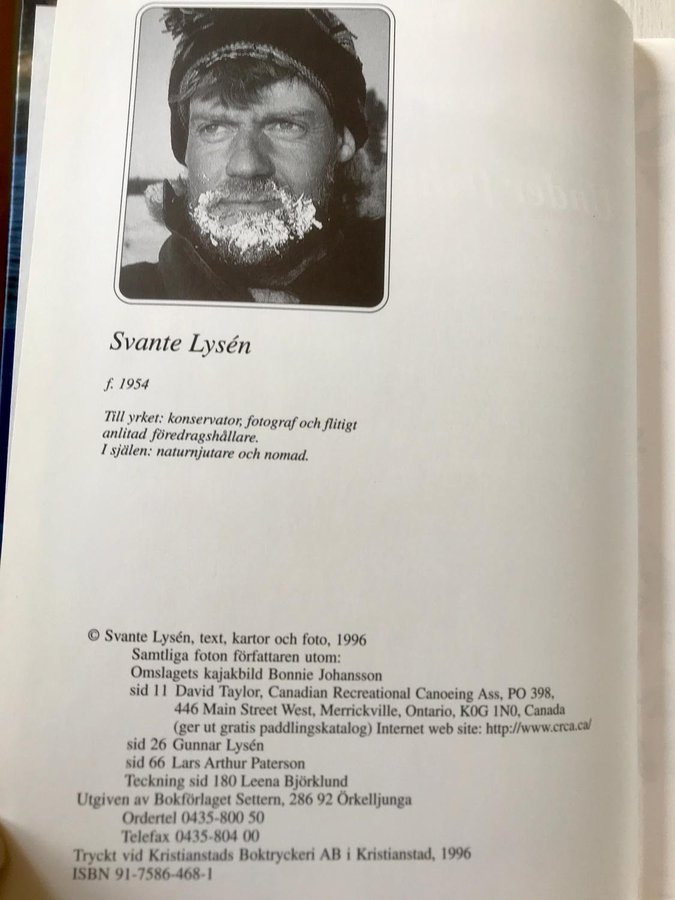 Svante Lysén
f. 1954
Till yrket: konservator, fotograf och flitigt
anlitad föredragshållare.
I själen: naturnjutare och nomad.
© Svante Lysén, text, kartor och foto, 1996
Samtliga foton författaren utom:
Omslagets kajakbild Bonnie Johansson
sid 11 David Taylor, Canadian Recreational Canoeing Ass, PO 398,
446 Main Street West, Merrickville, Ontario, K0G 1N0, Canada
(ger ut gratis paddlingskatalog) Internet web site: http://www.crca.ca/
sid 26 Gunnar Lysén
sid 66 Lars Arthur Paterson
Teckning sid 180 Leena Björklund
Utgiven av Bokförlaget Settern, 286 92 Örkelljunga
Ordertel 0435-800 50
Telefax 0435-804 00
Tryckt vid Kristianstads Boktryckeri AB i Kristianstad, 1996
ISBN 91-7586-468-1